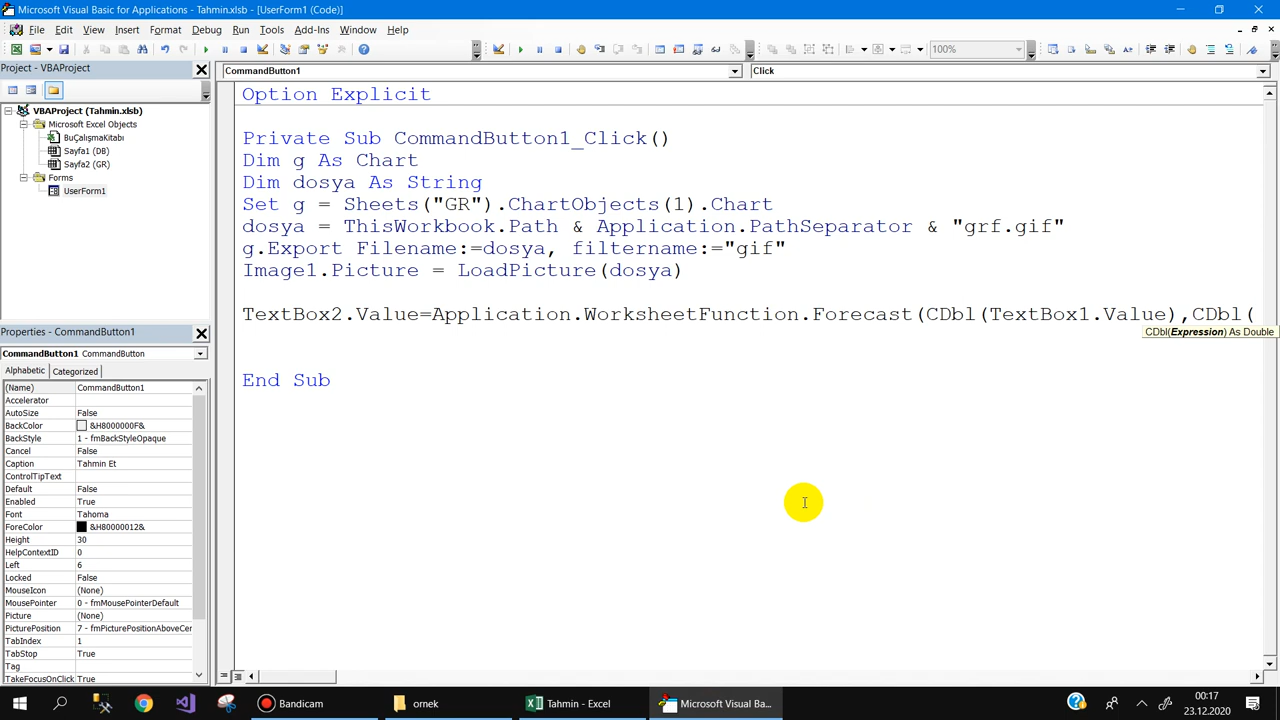 Microsoft Visual Basic for Applications - Tahmin.xlsb - [UserForm1 (Code)]
File Edit View Insert Format Debug Run Tools Add-Ins Window Help
100%
Project - VBAProject
CommandButton1
Click
VBAProject (Tahmin.xlsb)
Microsoft Excel Objects
BuÇalışmaKitabı
Sayfa1 (DB)
Sayfa2 (GR)
Forms
UserForm1
Option Explicit
Private Sub CommandButton1_Click()
Dim g As Chart
Dim dosya As String
Set g = Sheets("GR").ChartObjects(1).Chart
dosya = ThisWorkbook.Path & Application.PathSeparator & "grf.gif"
g.Export Filename:=dosya, filtername:="gif"
Image1.Picture = LoadPicture(dosya)
TextBox2.Value=Application.WorksheetFunction.Forecast(CDbl(TextBox1.Value),CDbl(
CDbl(Expression) As Double
End Sub
Properties - CommandButton1
CommandButton1 CommandButton
Alphabetic Categorized
(Name) CommandButton1
Accelerator
AutoSize False
BackColor &H8000000F&
BackStyle 1 - fmBackStyleOpaque
Cancel False
Caption Tahmin Et
ControlTipText
Default False
Enabled True
Font Tahoma
ForeColor &H80000012&
Height 30
HelpContextID 0
Left 6
Locked False
MouseIcon (None)
MousePointer 0 - fmMousePointerDefault
Picture (None)
PicturePosition 7 - fmPicturePositionAboveCer
TabIndex 1
TabStop True
Tag
TakeFocusOnClick True
Bandicam
ornek
Tahmin - Excel
Microsoft Visual Ba...
00:17
23.12.2020